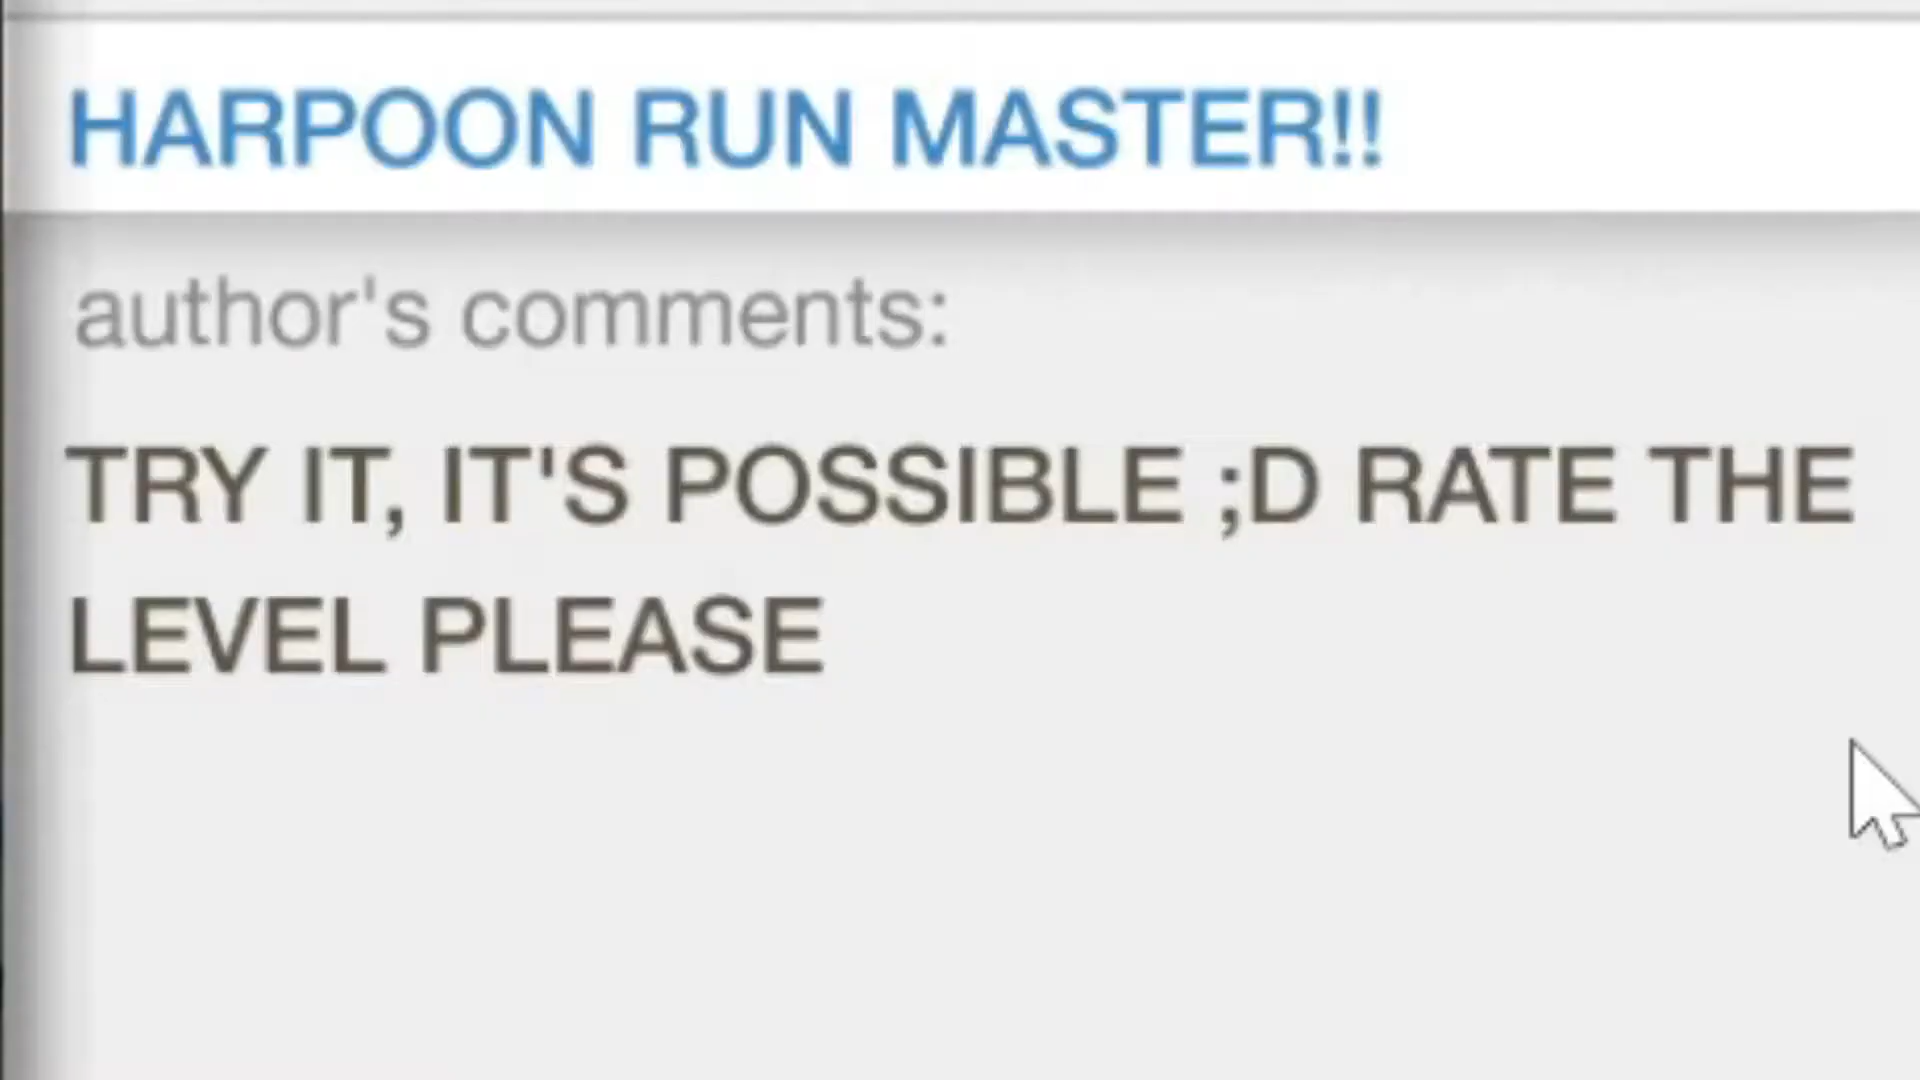 HARPOON RUN MASTER!!
author's comments:
TRY IT, IT'S POSSIBLE ;D RATE THE
LEVEL PLEASE